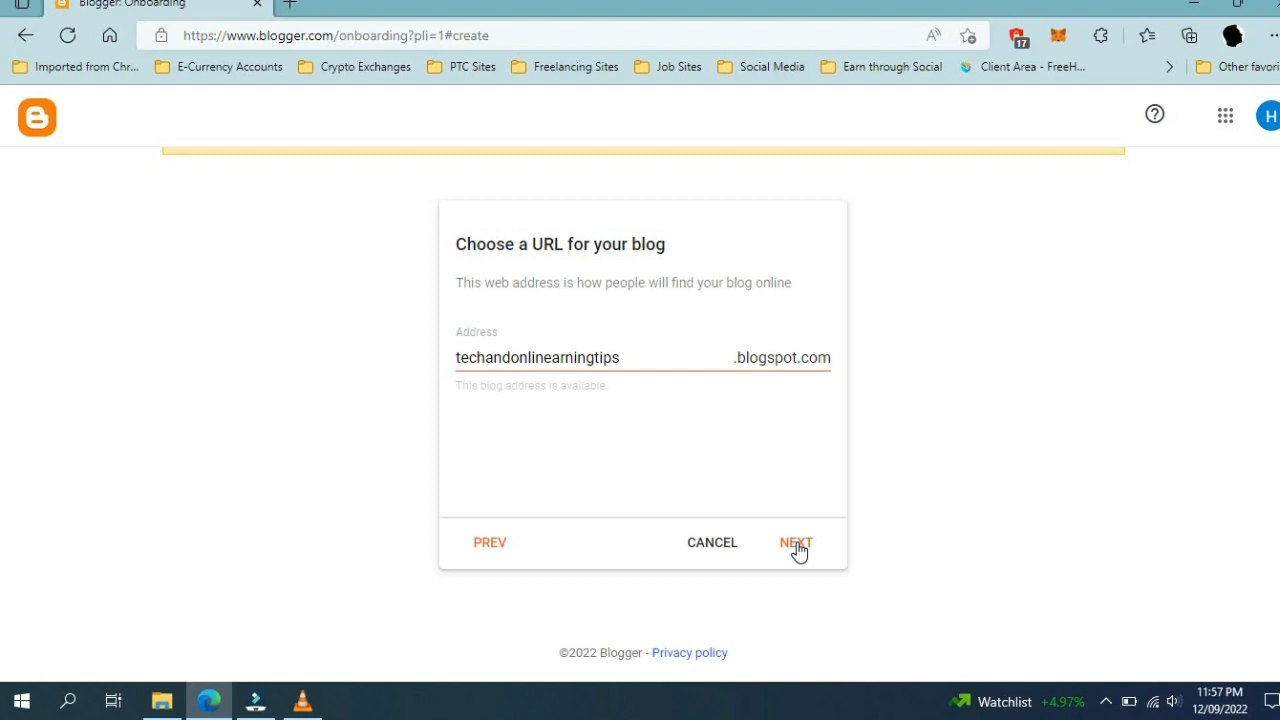 Blogger: Onboarding
https://www.blogger.com/onboarding?pli=1#create
17
Imported from Chr...
E-Currency Accounts
Crypto Exchanges
PTC Sites
Freelancing Sites
Job Sites
Social Media
Earn through Social
Client Area - FreeH...
Other favori
H
Choose a URL for your blog
This web address is how people will find your blog online
Address
techandonlinearningtips .blogspot.com
This blog address is available.
PREV CANCEL NEXT
©2022 Blogger - Privacy policy
Watchlist +4.97%
11:57 PM
12/09/2022